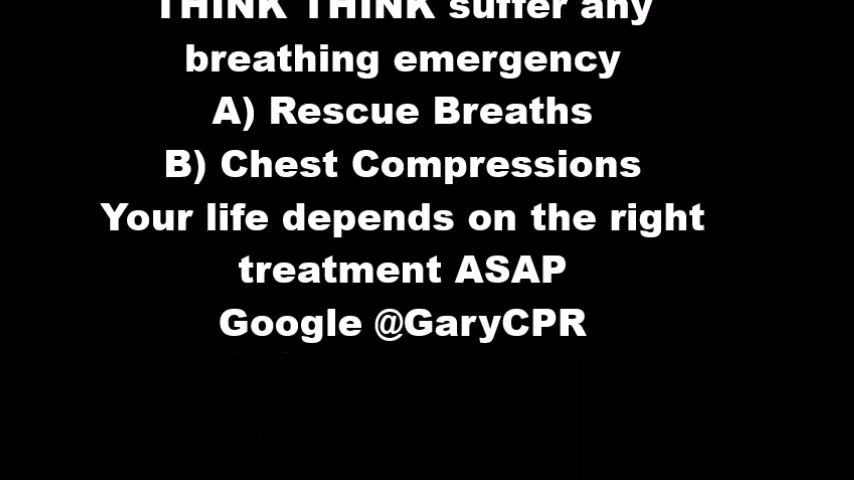 THINK THINK suffer any
breathing emergency
A) Rescue Breaths
B) Chest Compressions
Your life depends on the right
treatment ASAP
Google @GaryCPR